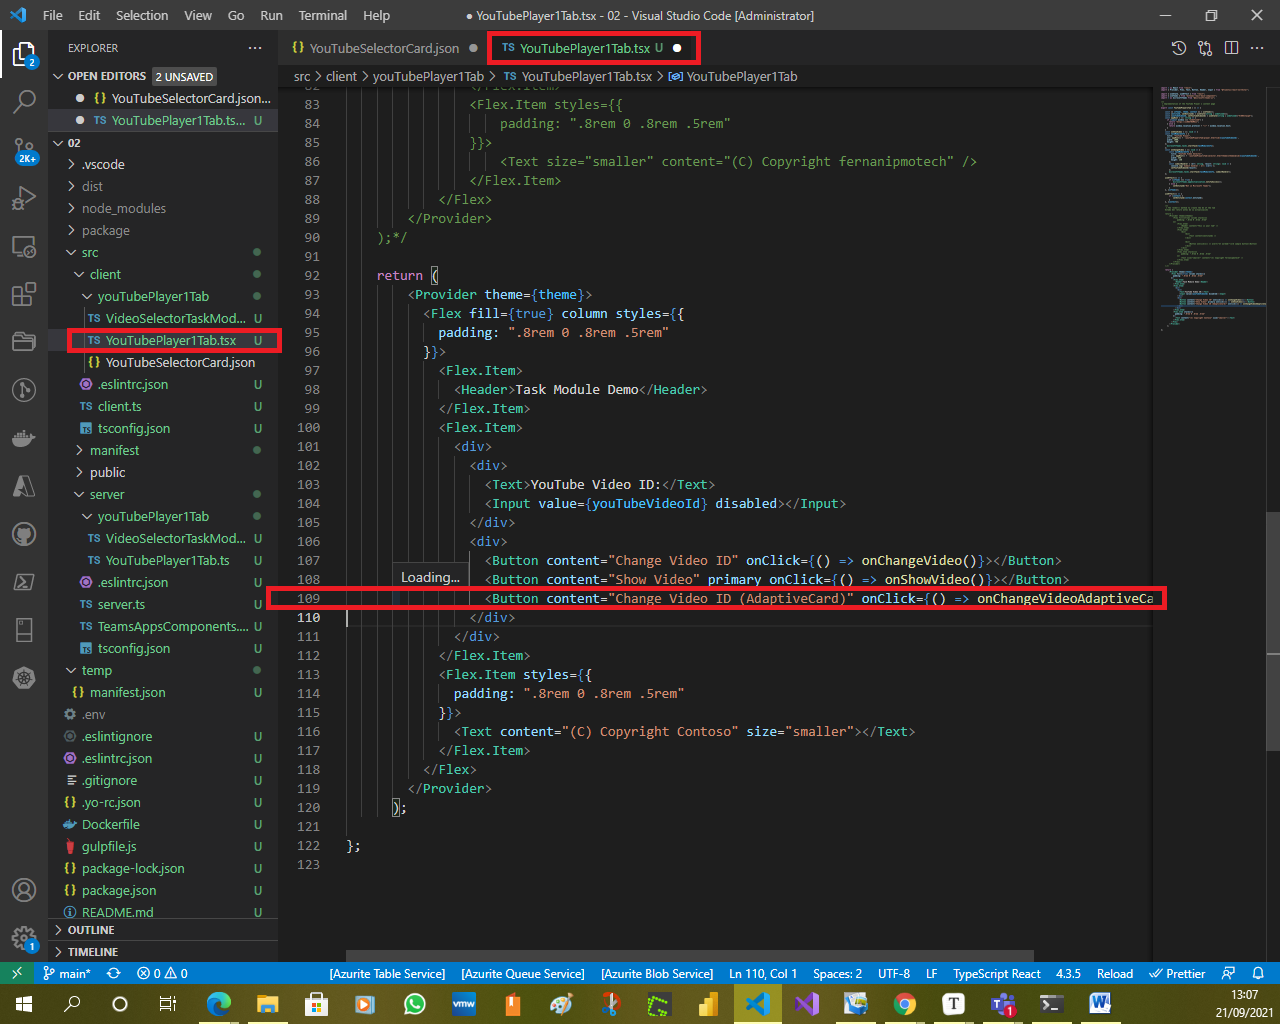 File Edit Selection View Go Run Terminal Help
● YouTubePlayer1Tab.tsx - 02 - Visual Studio Code [Administrator]
EXPLORER
{} YouTubeSelectorCard.json
TS YouTubePlayer1Tab.tsx U
OPEN EDITORS 2 UNSAVED
{} YouTubeSelectorCard.json...
TS YouTubePlayer1Tab.ts... U
02
.vscode
dist
node_modules
package
src
client
youTubePlayer1Tab
TS VideoSelectorTaskMod... U
TS YouTubePlayer1Tab.tsx U
{} YouTubeSelectorCard.json
.eslintrc.json U
TS client.ts U
tsconfig.json U
manifest
public
server
youTubePlayer1Tab
TS VideoSelectorTaskMod... U
TS YouTubePlayer1Tab.ts U
.eslintrc.json U
TS server.ts U
TS TeamsAppsComponents.... U
tsconfig.json U
temp
{} manifest.json U
.env
.eslintignore U
.eslintrc.json U
.gitignore U
{} .yo-rc.json U
Dockerfile U
gulpfile.js U
{} package-lock.json U
{} package.json U
README.md U
OUTLINE
TIMELINE
2
2K+
1
src > client > youTubePlayer1Tab > TS YouTubePlayer1Tab.tsx > YouTubePlayer1Tab
82 </Flex.Item>
83 <Flex.Item styles={{
84 padding: ".8rem 0 .8rem .5rem"
85 }}>
86 <Text size="smaller" content="(C) Copyright fernanipmotech" />
87 </Flex.Item>
88 </Flex>
89 </Provider>
90 );*/
91
92 return (
93 <Provider theme={theme}>
94 <Flex fill={true} column styles={{
95 padding: ".8rem 0 .8rem .5rem"
96 }}>
97 <Flex.Item>
98 <Header>Task Module Demo</Header>
99 </Flex.Item>
100 <Flex.Item>
101 <div>
102 <div>
103 <Text>YouTube Video ID:</Text>
104 <Input value={youTubeVideoId} disabled></Input>
105 </div>
106 <div>
107 <Button content="Change Video ID" onClick={() => onChangeVideo()}></Button>
Loading...
108 <Button content="Show Video" primary onClick={() => onShowVideo()}></Button>
109 <Button content="Change Video ID (AdaptiveCard)" onClick={() => onChangeVideoAdaptiveCa
110 </div>
111 </div>
112 </Flex.Item>
113 <Flex.Item styles={{
114 padding: ".8rem 0 .8rem .5rem"
115 }}>
116 <Text content="(C) Copyright Contoso" size="smaller"></Text>
117 </Flex.Item>
118 </Flex>
119 </Provider>
120 );
121
122 };
123
main* 0 0 [Azurite Table Service] [Azurite Queue Service] [Azurite Blob Service] Ln 110, Col 1 Spaces: 2 UTF-8 LF TypeScript React 4.3.5 Reload Prettier
vmw
T
1
13:07
21/09/2021